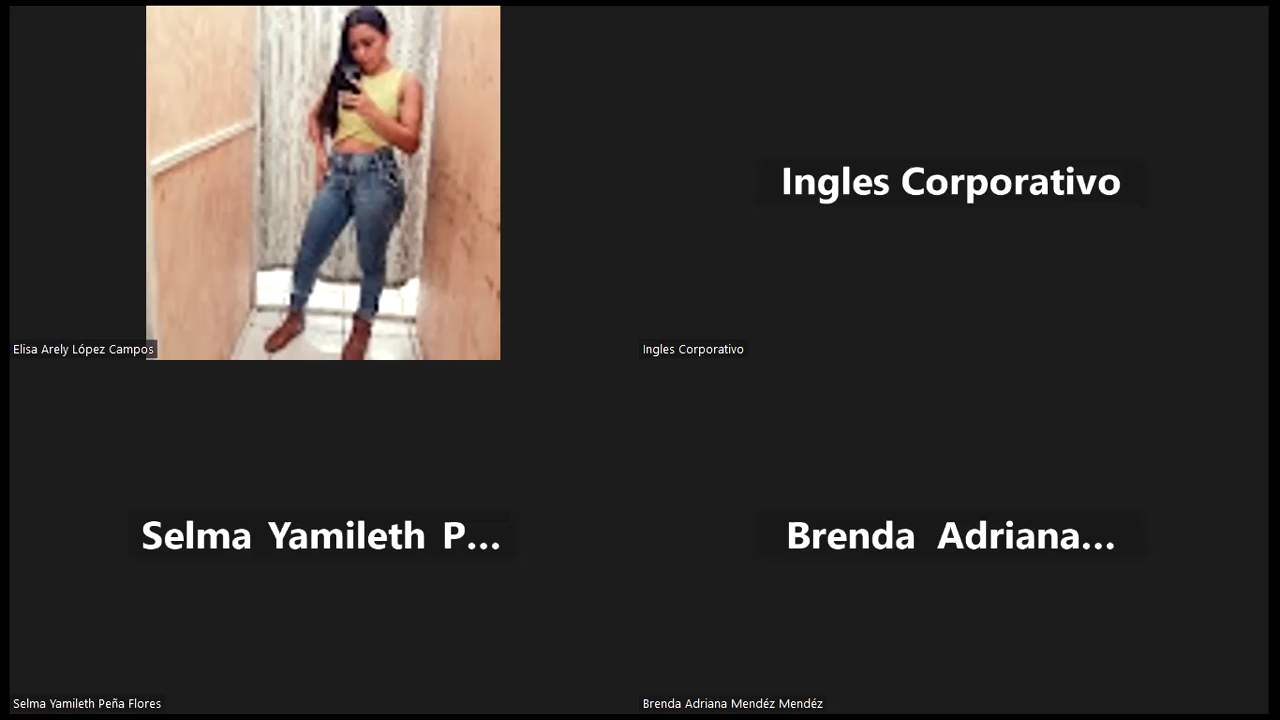 Ingles Corporativo
Elisa Arely López Campos
Ingles Corporativo
Selma Yamileth P...
Brenda Adriana...
Selma Yamileth Peña Flores
Brenda Adriana Mendéz Mendéz